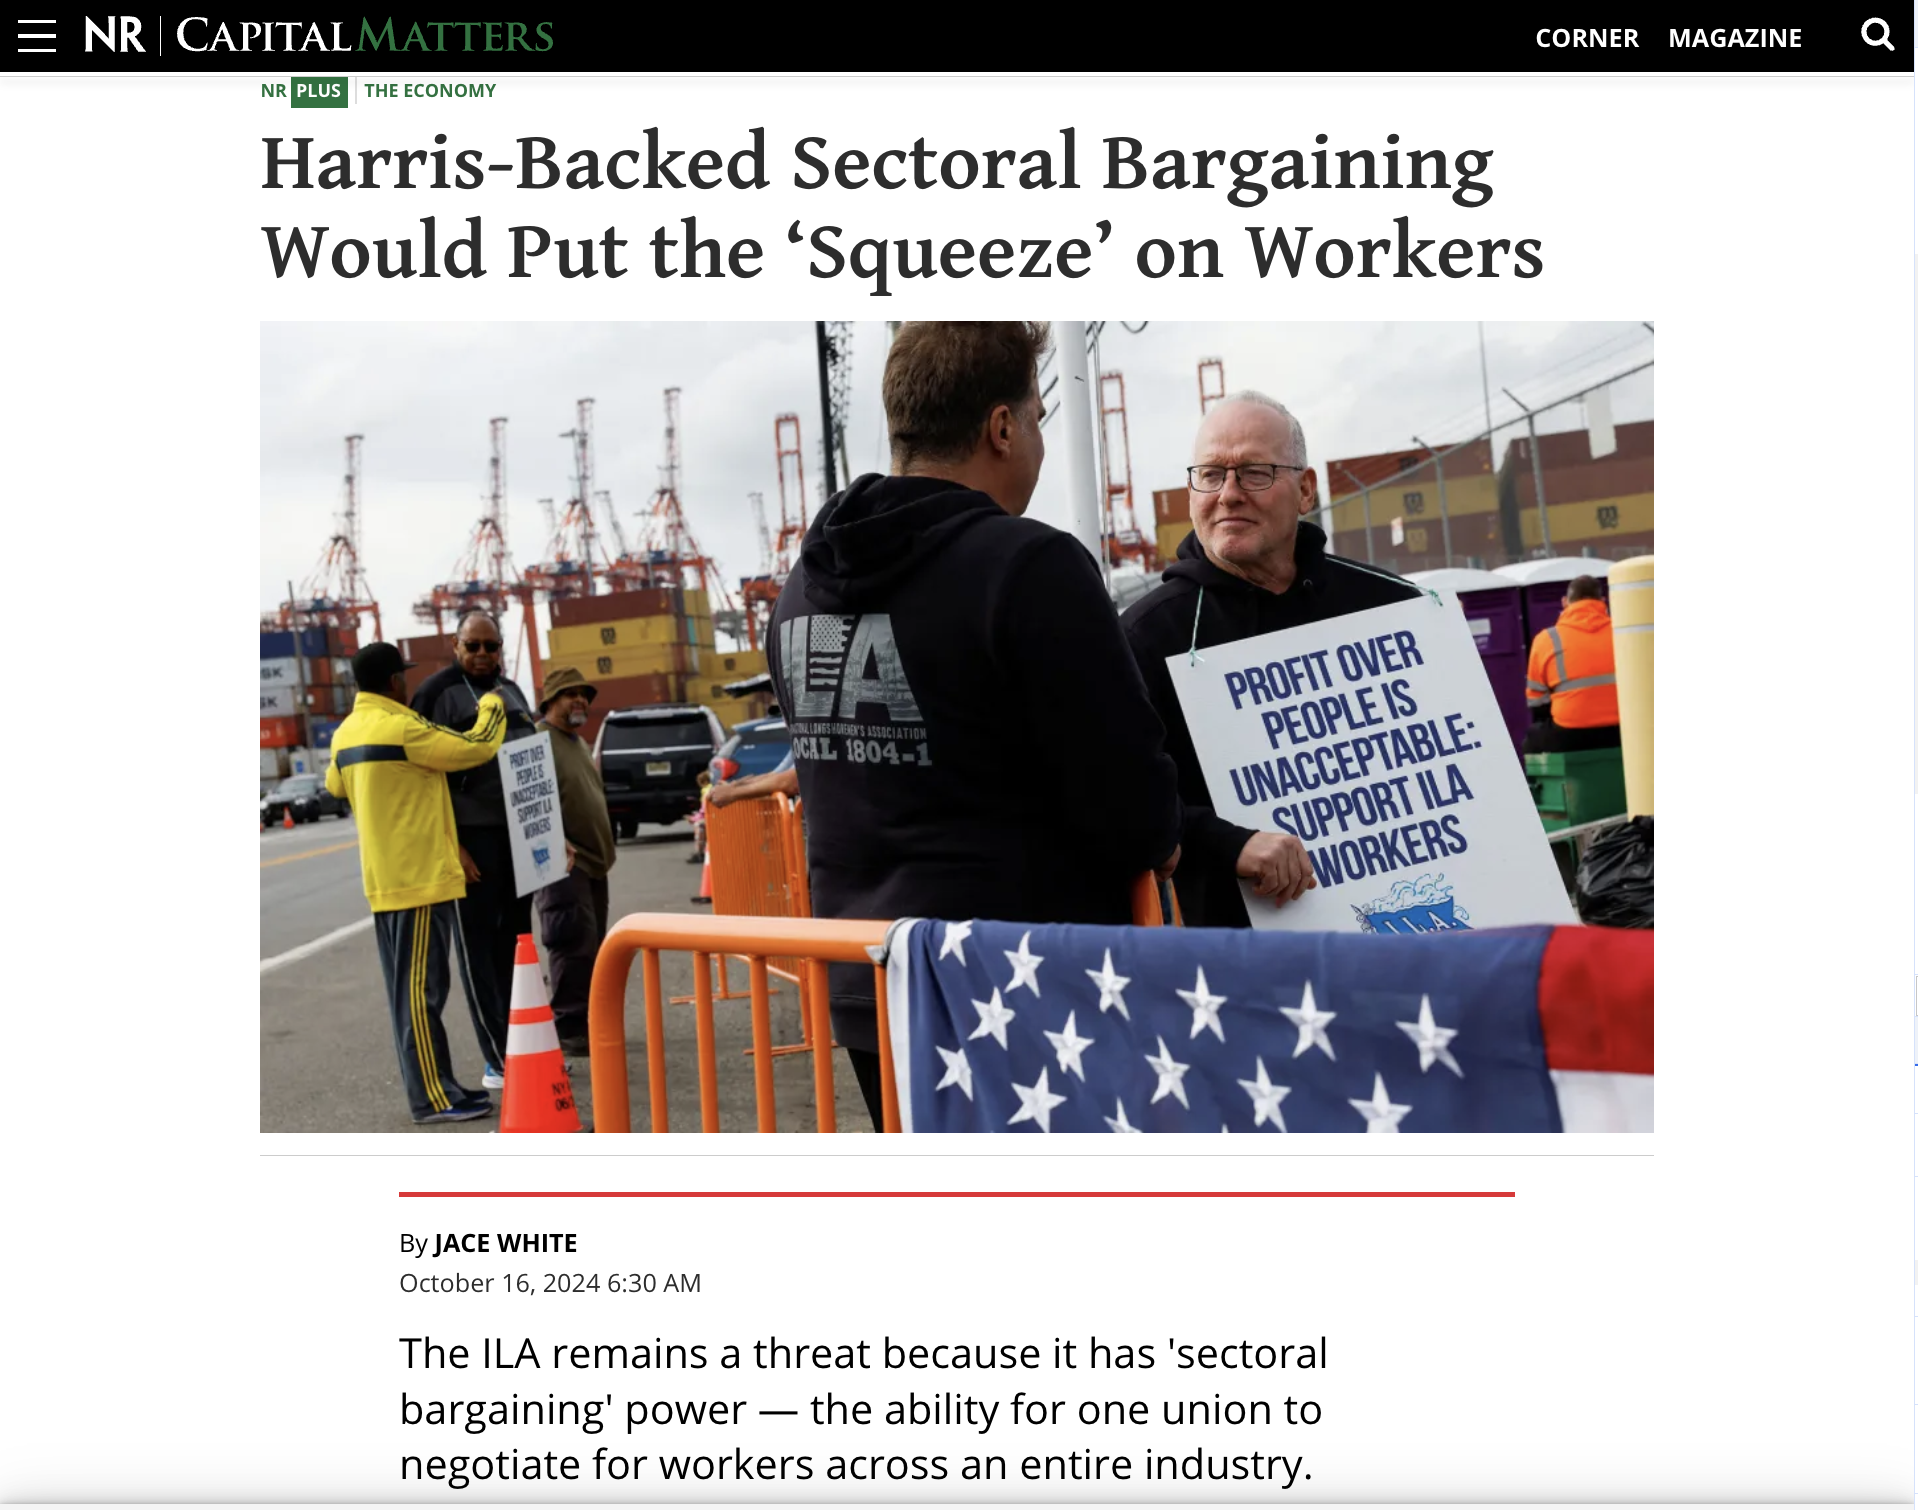 NR | CAPITAL MATTERS
CORNER MAGAZINE
NR PLUS | THE ECONOMY
Harris-Backed Sectoral Bargaining
Would Put the ‘Squeeze’ on Workers
ILA
LONGSHOREMEN'S ASSOCIATION
LOCAL 1804-1
PROFIT OVER
PEOPLE IS
UNACCEPTABLE:
SUPPORT ILA
WORKERS
I.L.A.
PROFIT OVER
PEOPLE IS
UNACCEPTABLE:
SUPPORT ILA
WORKERS
NY
By JACE WHITE
October 16, 2024 6:30 AM
The ILA remains a threat because it has 'sectoral
bargaining' power — the ability for one union to
negotiate for workers across an entire industry.